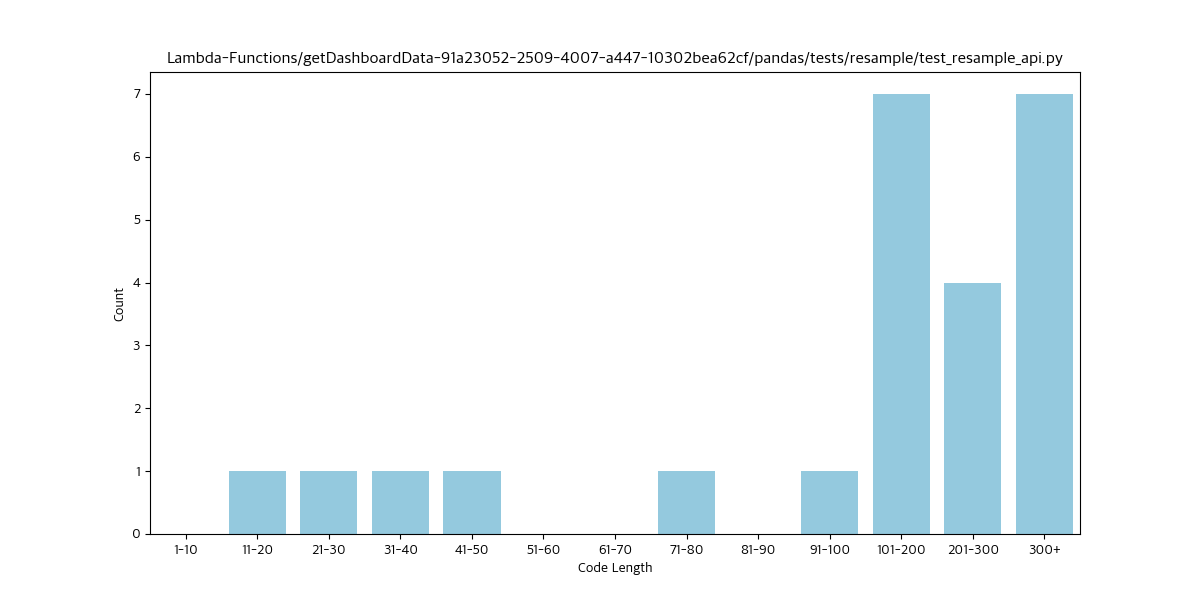 Lambda-Functions/getDashboardData-91a23052-2509-4007-a447-10302bea62cf/pandas/tests/resample/test_resample_api.py
7
6
5
4
3
2
1
0
Count
1-10 11-20 21-30 31-40 41-50 51-60 61-70 71-80 81-90 91-100 101-200 201-300 300+
Code Length